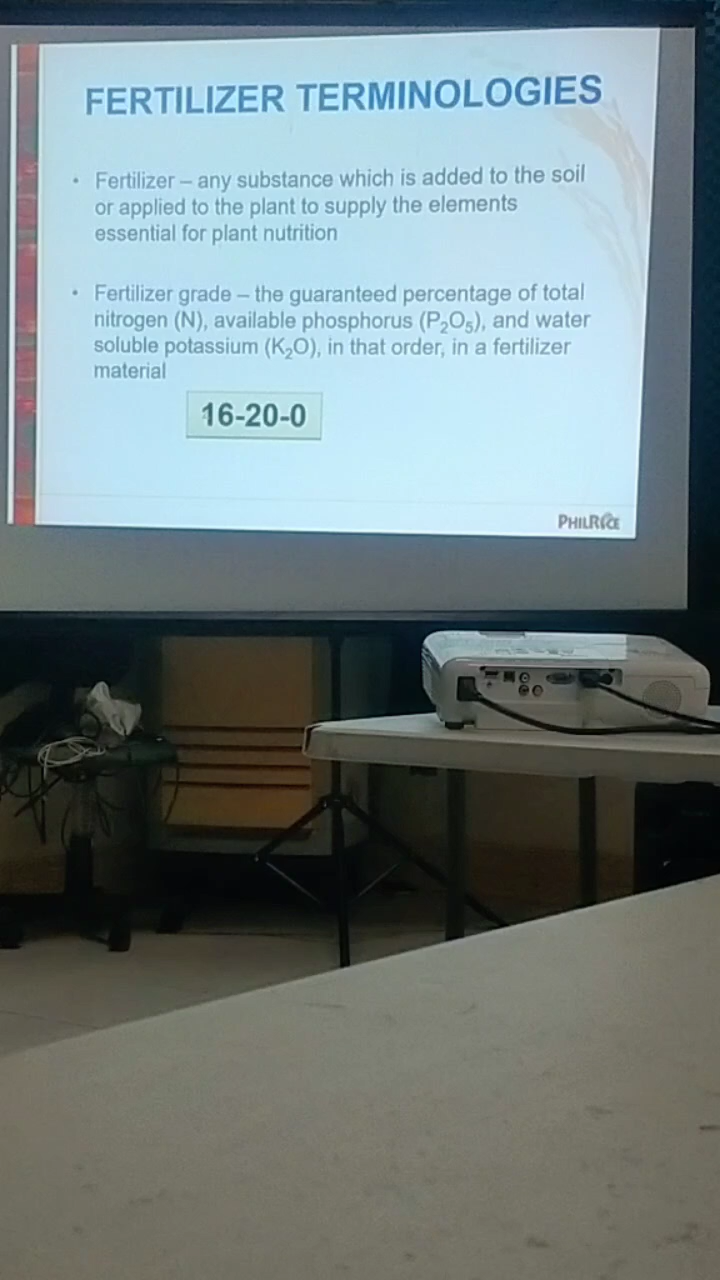 FERTILIZER TERMINOLOGIES
• Fertilizer – any substance which is added to the soil
or applied to the plant to supply the elements
essential for plant nutrition
• Fertilizer grade – the guaranteed percentage of total
nitrogen (N), available phosphorus (P₂O₅), and water
soluble potassium (K₂O), in that order, in a fertilizer
material
16-20-0
PHILRICE